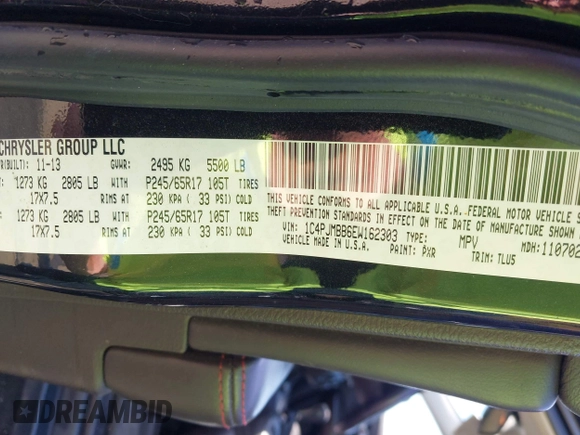 CHRYSLER GROUP LLC
(BUILT): 11-13 GVWR: 2495 KG 5500 LB
1273 KG 2805 LB WITH P245/65R17 105T TIRES
17X7.5 RIMS AT 230 KPA ( 33 PSI) COLD
1273 KG 2805 LB WITH P245/65R17 105T TIRES
17X7.5 RIMS AT 230 KPA ( 33 PSI) COLD
THIS VEHICLE CONFORMS TO ALL APPLICABLE U.S.A. FEDERAL MOTOR VEHICLE
THEFT PREVENTION STANDARDS IN EFFECT ON THE DATE OF MANUFACTURE SHOWN
VIN: 1C4PJMBB6EW162303 TYPE: MPV MDH: 110702
VEHICLE MADE IN U.S.A. PAINT: PXR TRIM: TLU5
DREAMBID